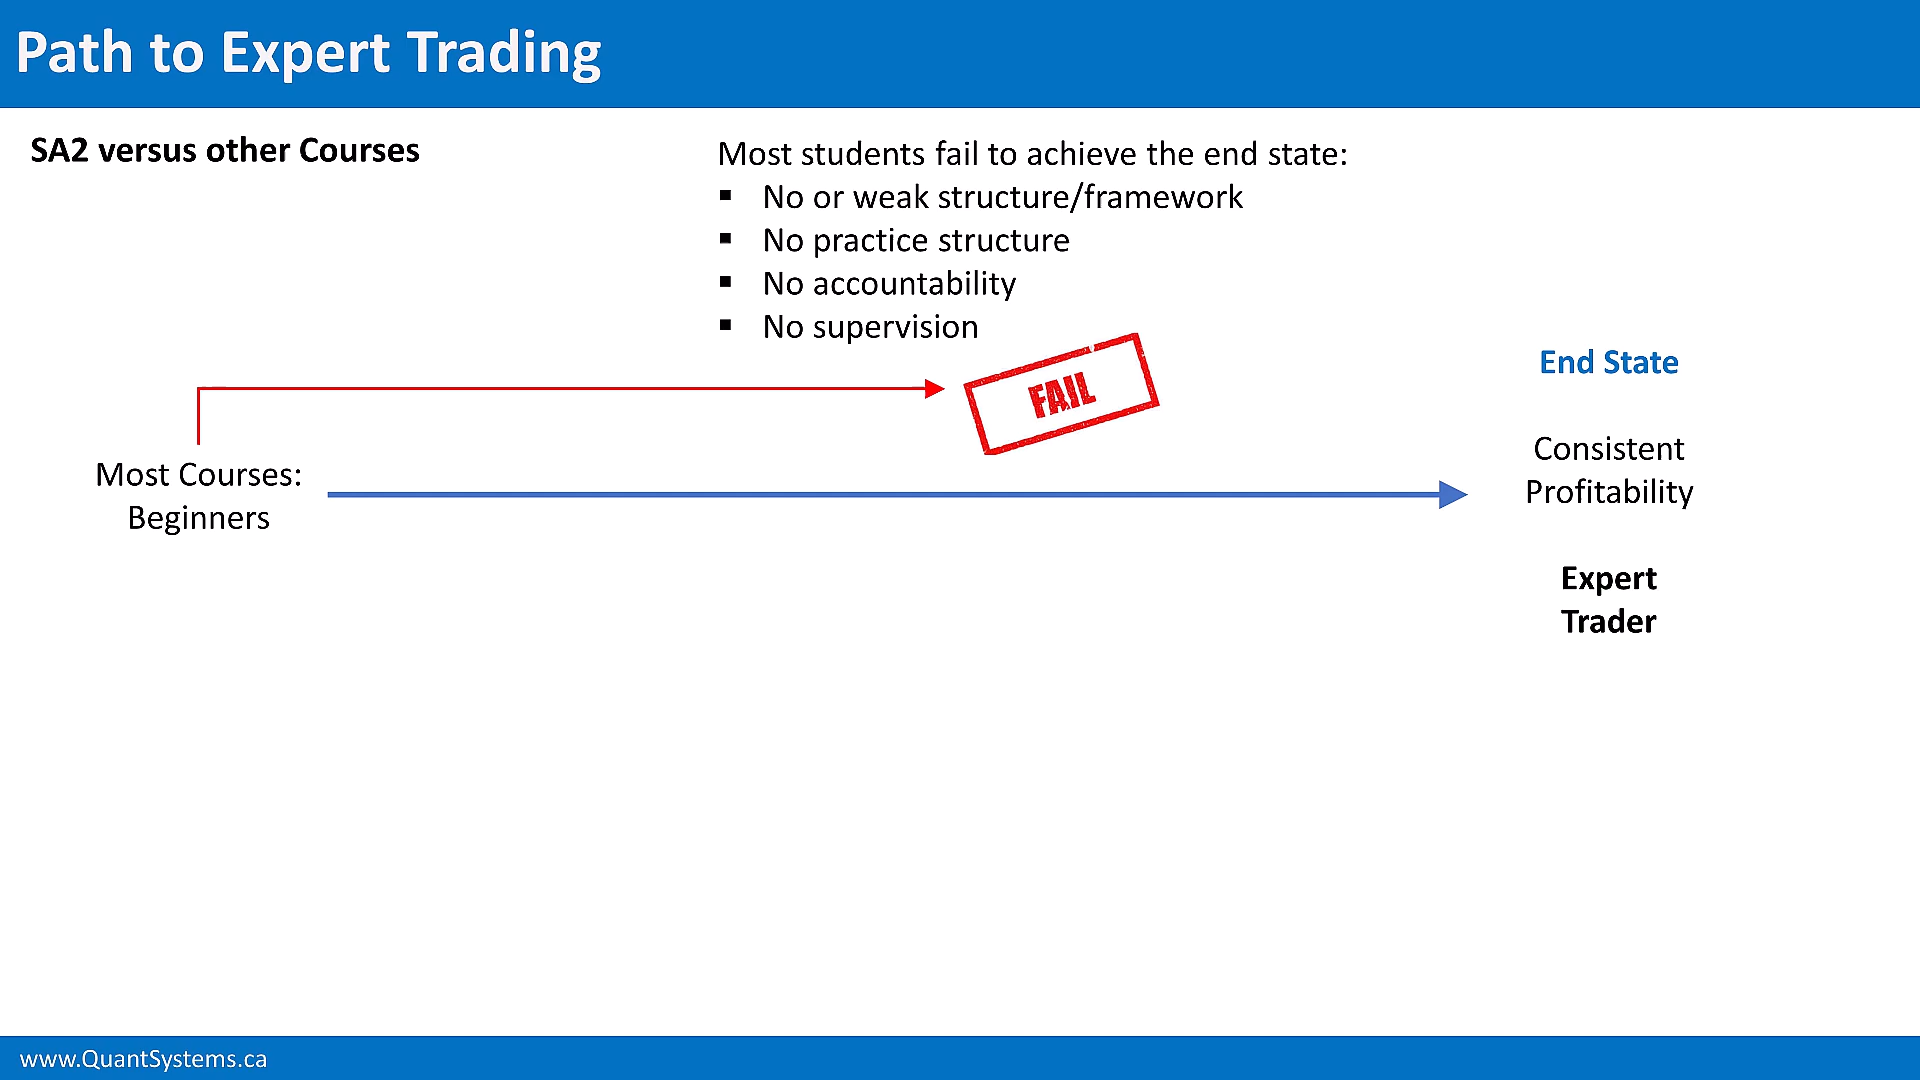 Path to Expert Trading
SA2 versus other Courses
Most students fail to achieve the end state:
▪ No or weak structure/framework
▪ No practice structure
▪ No accountability
▪ No supervision
FAIL
Most Courses:
Beginners
End State
Consistent
Profitability
Expert
Trader
www.QuantSystems.ca